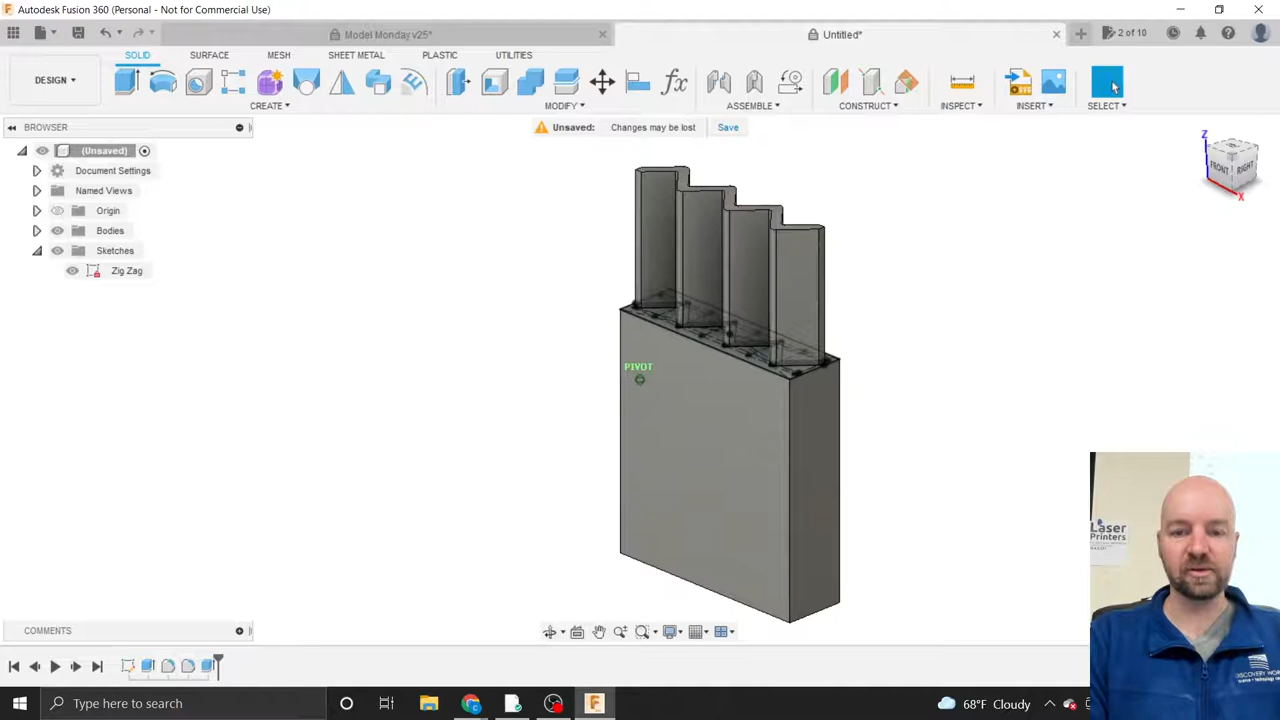 Autodesk Fusion 360 (Personal - Not for Commercial Use)
Model Monday v25*
Untitled*
2 of 10
DESIGN
SOLID
SURFACE
MESH
SHEET METAL
PLASTIC
UTILITIES
CREATE
MODIFY
ASSEMBLE
CONSTRUCT
INSPECT
INSERT
SELECT
BROWSER
Unsaved: Changes may be lost Save
(Unsaved)
Document Settings
Named Views
Origin
Bodies
Sketches
Zig Zag
Z
FRONT
RIGHT
X
PIVOT
Laser
Printers
DISCOVERY
COMMENTS
Type here to search
68°F Cloudy